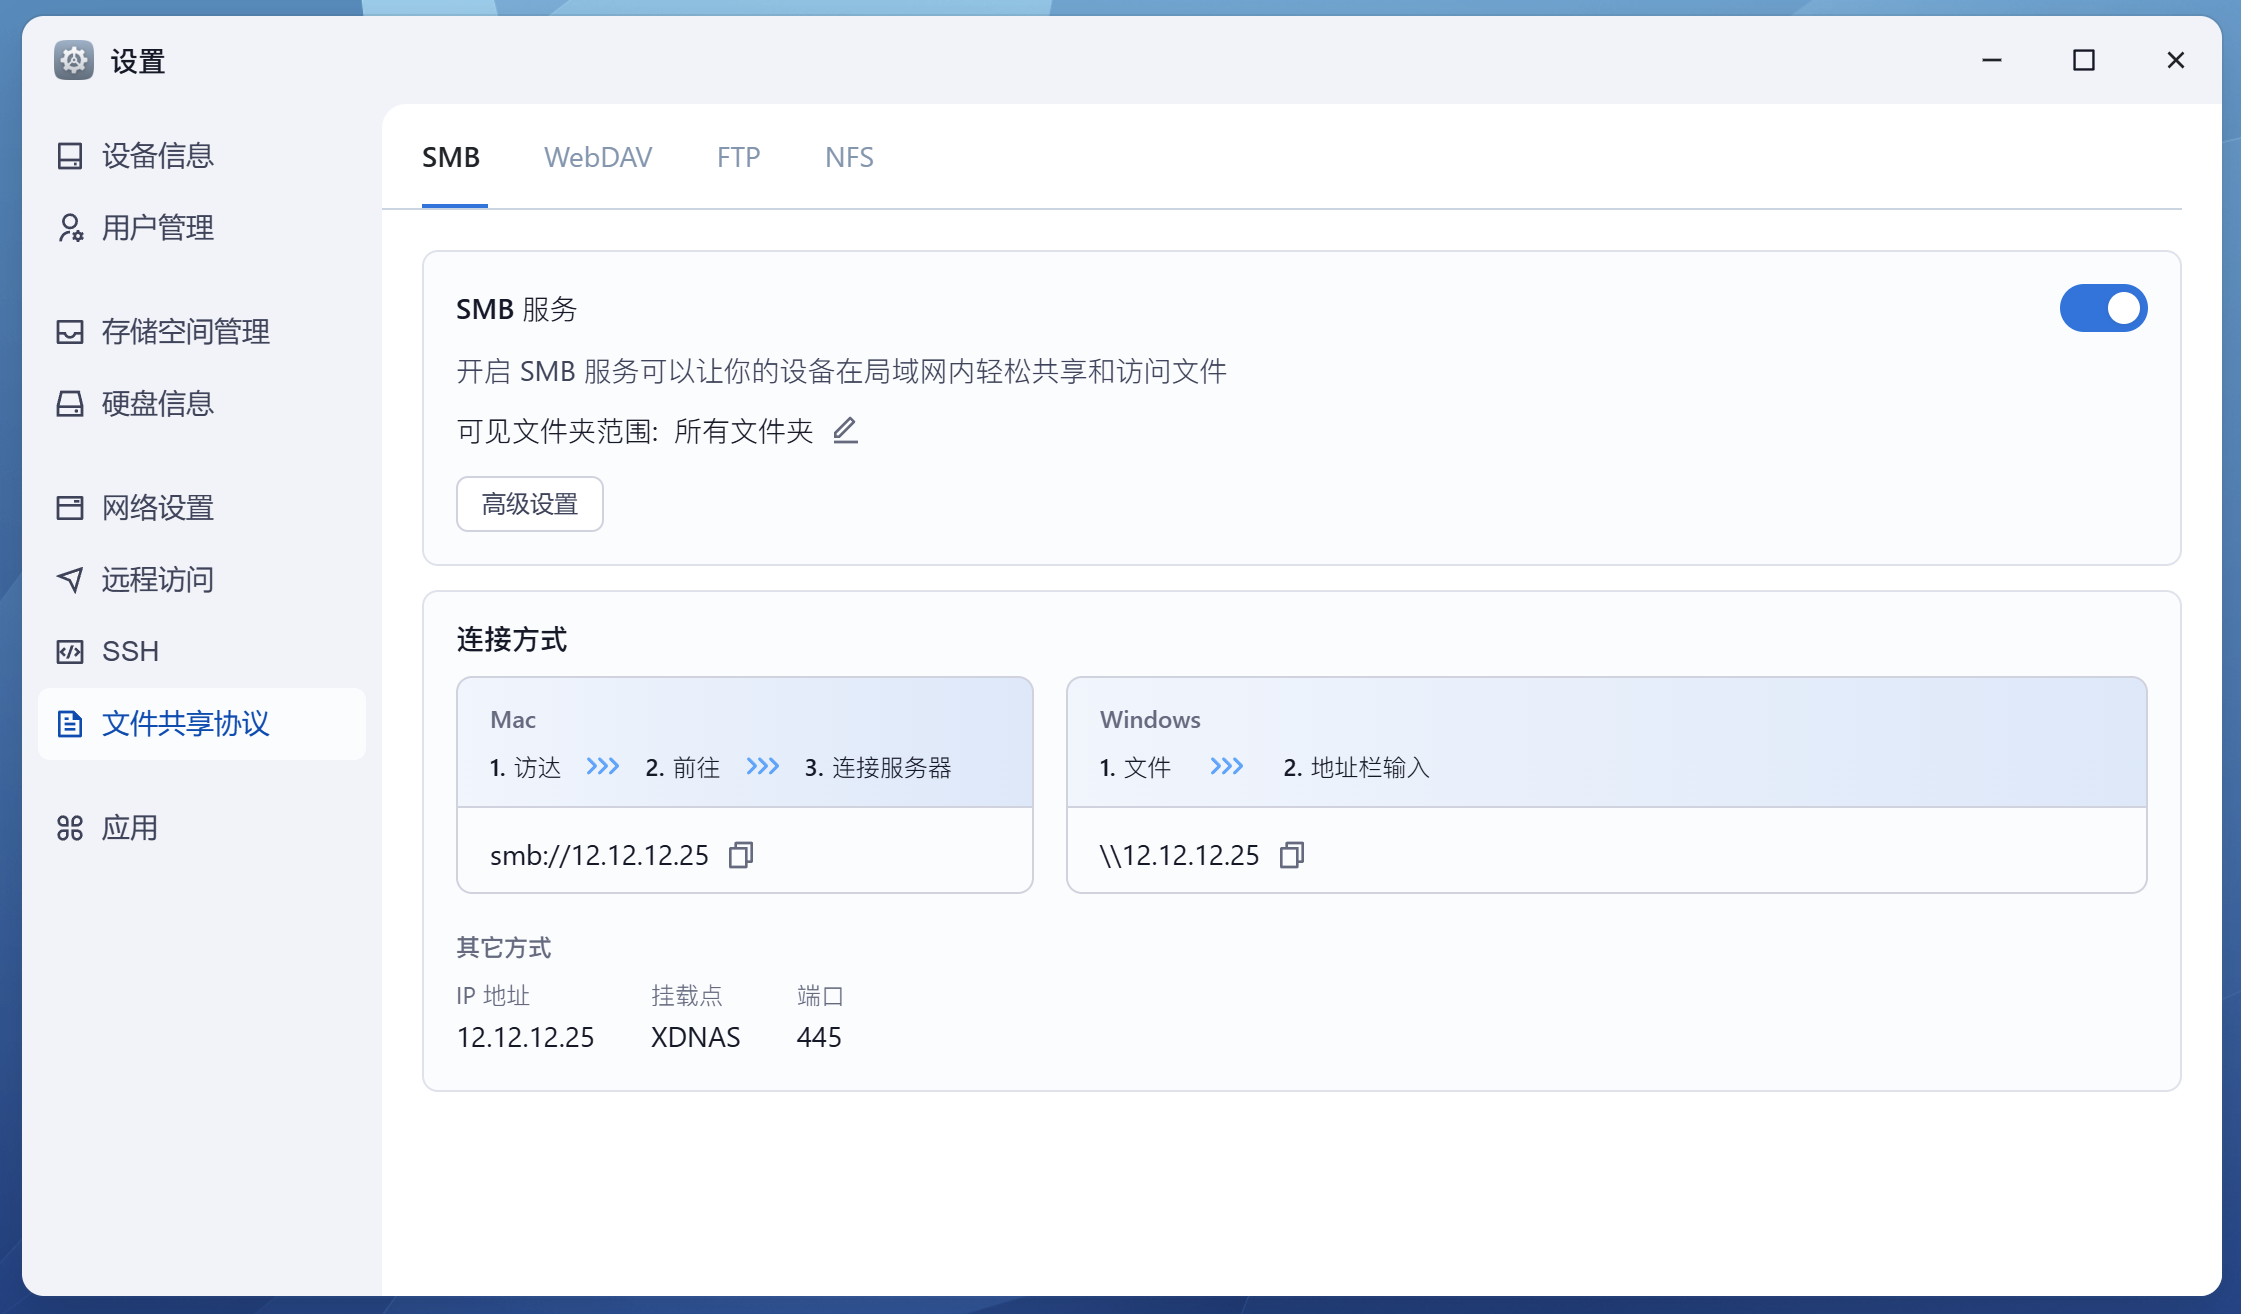 设置
设备信息
用户管理
存储空间管理
硬盘信息
网络设置
远程访问
SSH
文件共享协议
应用
SMB WebDAV FTP NFS
SMB 服务
开启 SMB 服务可以让你的设备在局域网内轻松共享和访问文件
可见文件夹范围: 所有文件夹
高级设置
连接方式
Mac
1. 访达 2. 前往 3. 连接服务器
smb://12.12.12.25
Windows
1. 文件 2. 地址栏输入
\\12.12.12.25
其它方式
IP 地址 挂载点 端口
12.12.12.25 XDNAS 445